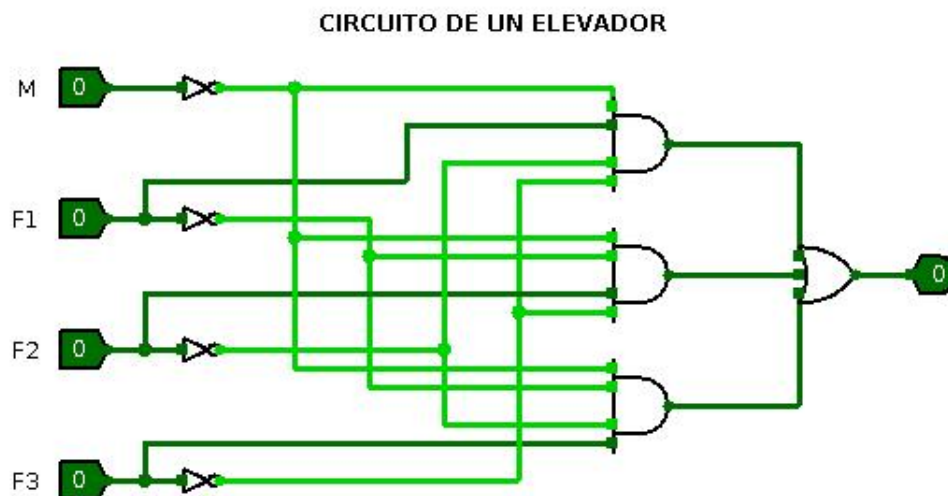 CIRCUITO DE UN ELEVADOR
M 0
F1 0
0
F2 0
F3 0